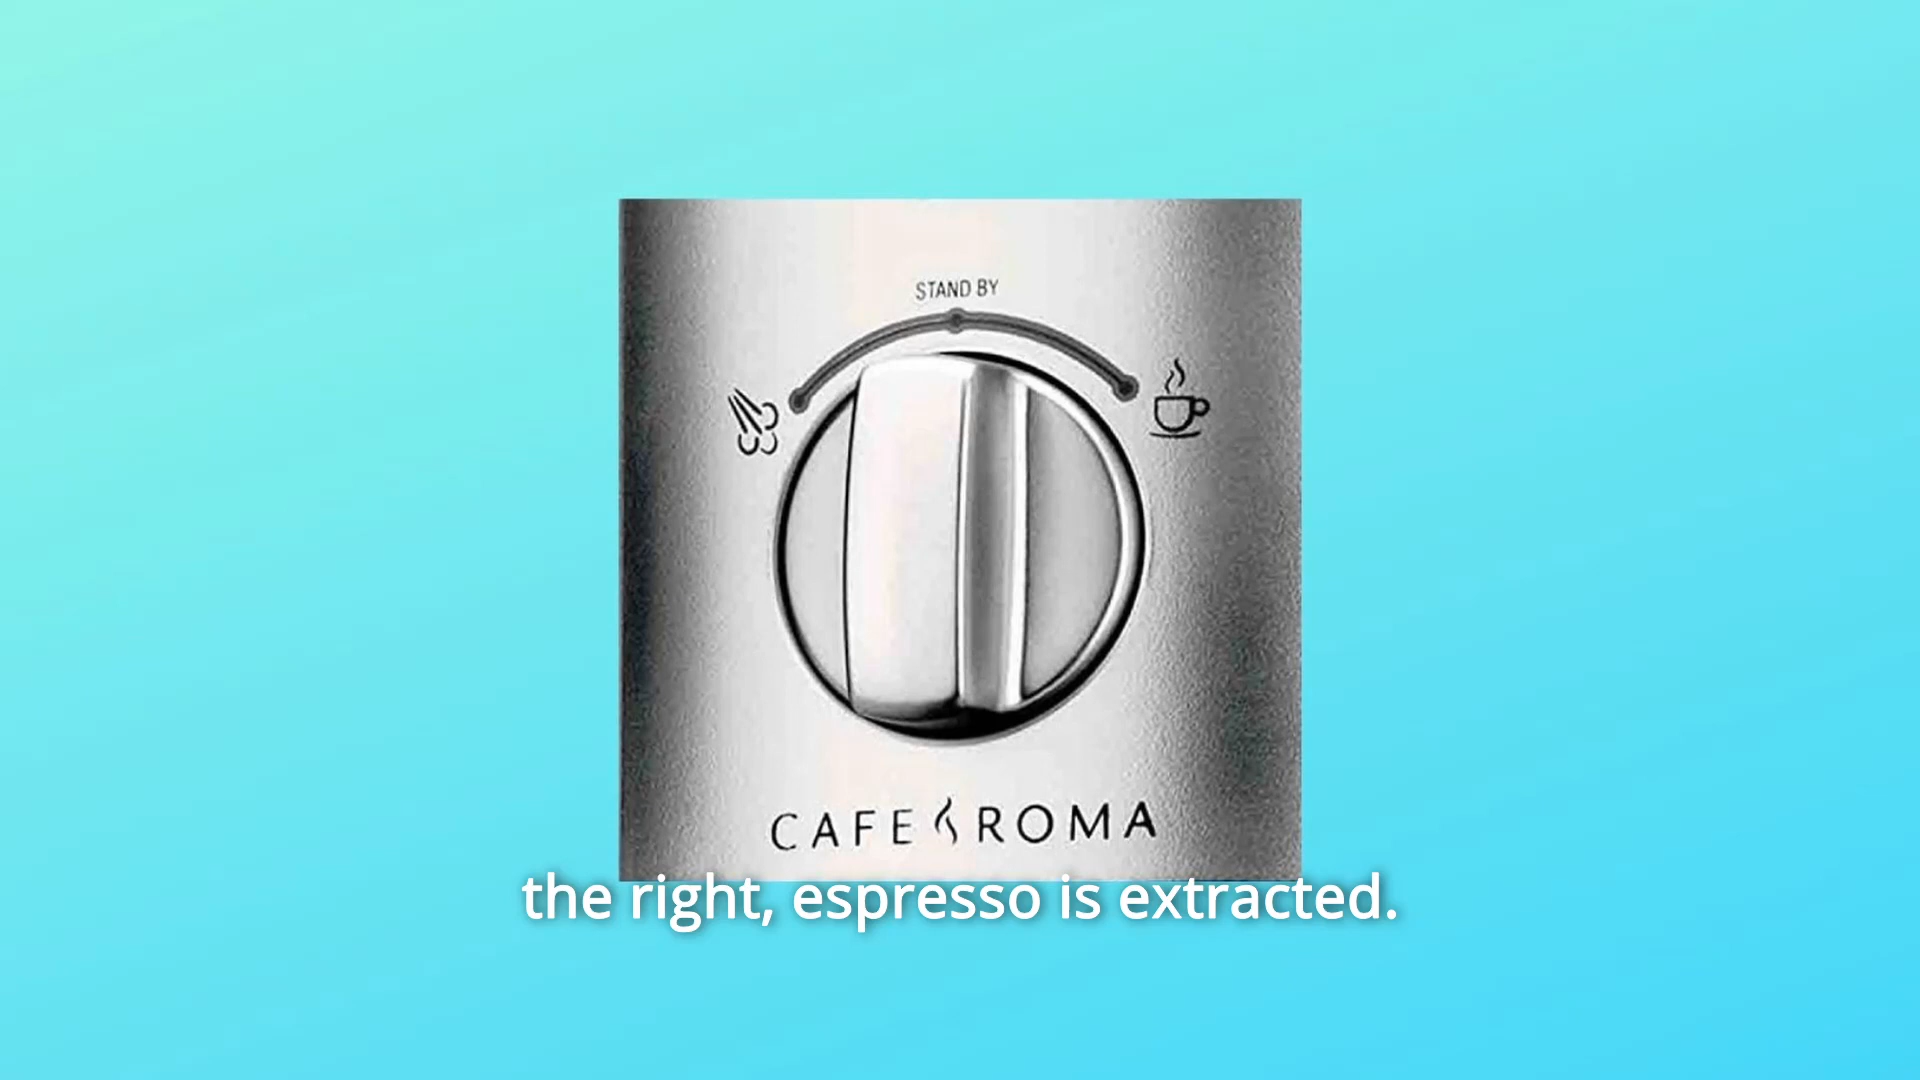 STAND BY
CAFE ROMA
the right, espresso is extracted.